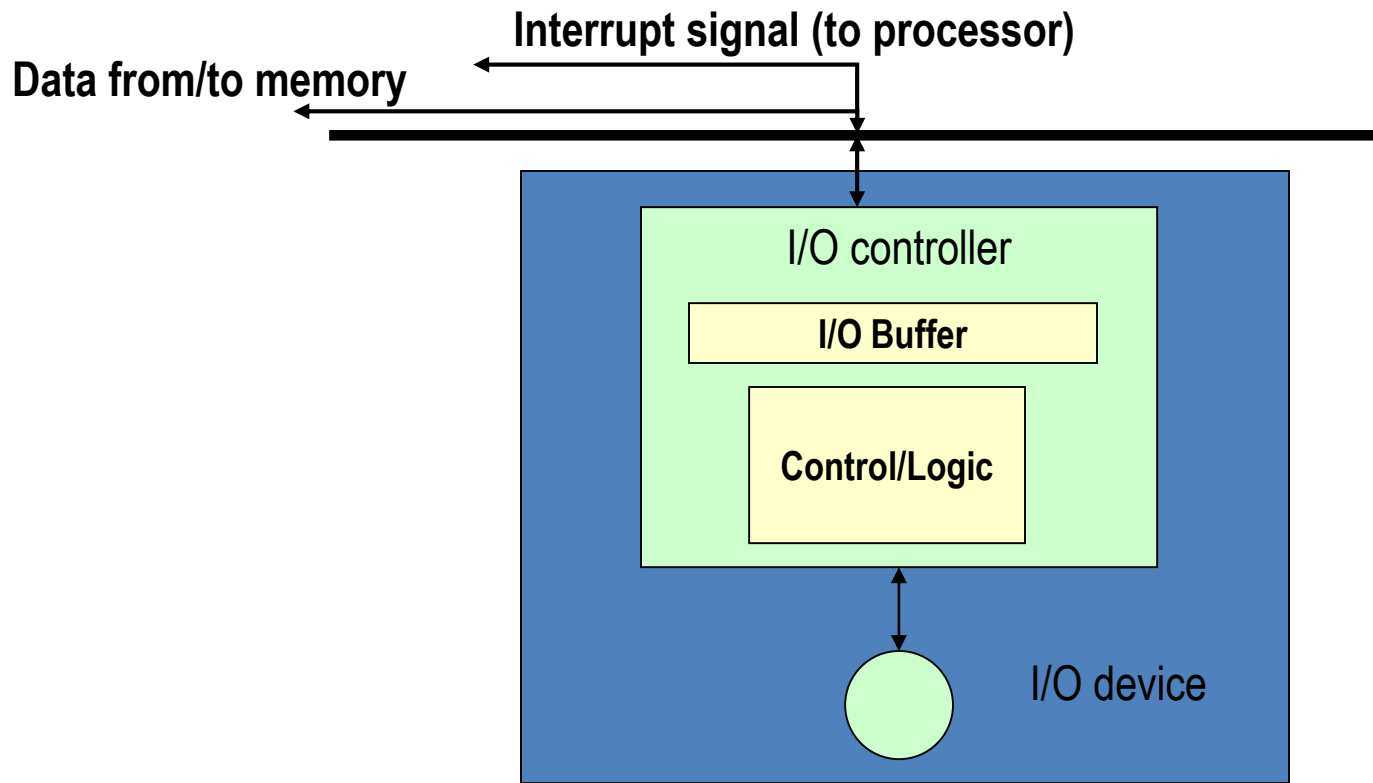 Interrupt signal (to processor)
Data from/to memory
I/O controller
I/O Buffer
Control/Logic
I/O device